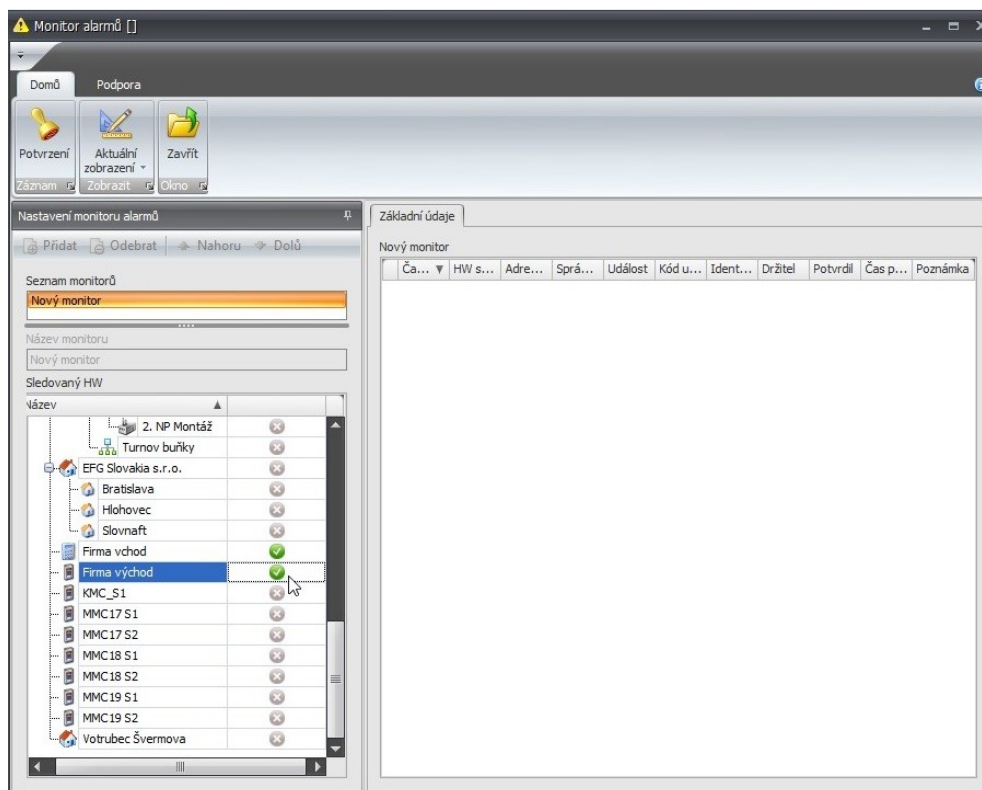 Monitor alarmů []
Domů Podpora
Potvrzení Aktuální zobrazení Zavřít
Záznam Zobrazit Okno
Nastavení monitoru alarmů
Přidat Odebrat Nahoru Dolů
Seznam monitorů
Nový monitor
Název monitoru
Nový monitor
Sledovaný HW
Název
2. NP Montáž
Turnov buňky
EFG Slovakia s.r.o.
Bratislava
Hlohovec
Slovnaft
Firma vchod
Firma východ
KMC_S1
MMC17 S1
MMC17 S2
MMC18 S1
MMC18 S2
MMC19 S1
MMC19 S2
Votrubec Švermova
Základní údaje
Nový monitor
Ča... HW s... Adre... Sprá... Událost Kód u... Ident... Držitel Potvrdil Čas p... Poznámka